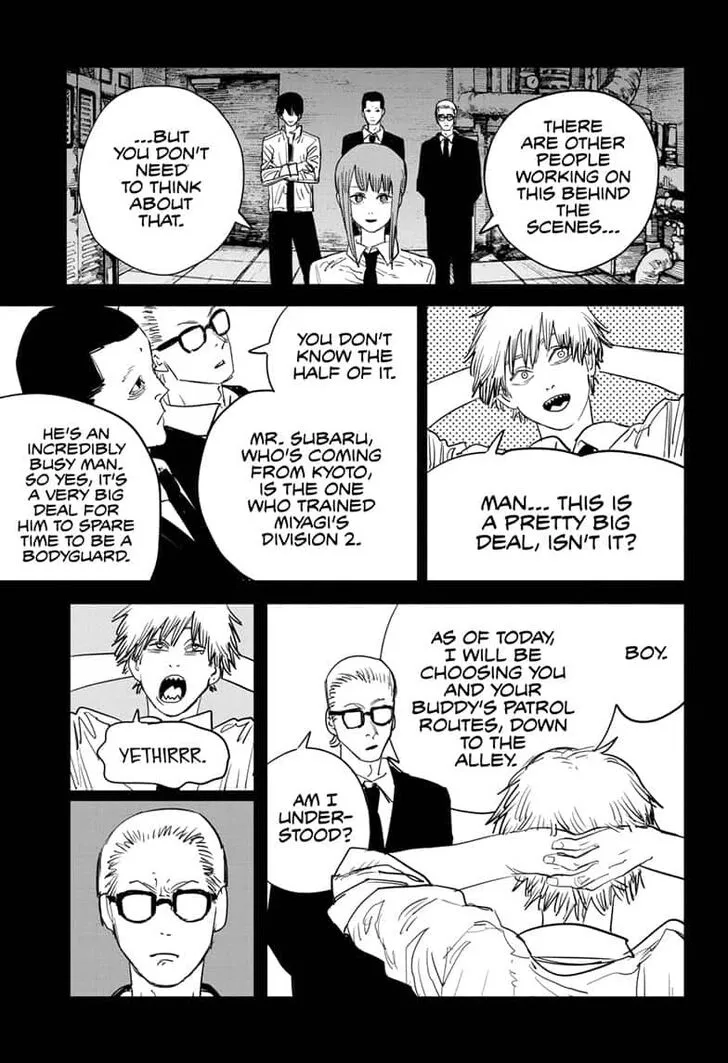 THERE
ARE OTHER
PEOPLE
WORKING ON
THIS BEHIND
THE
SCENES...
...BUT
YOU DON'T
NEED
TO THINK
ABOUT
THAT.
MAN... THIS IS
A PRETTY BIG
DEAL, ISN'T IT?
YOU DON'T
KNOW THE
HALF OF IT.
MR. SUBARU,
WHO'S COMING
FROM KYOTO,
IS THE ONE
WHO TRAINED
MIYAGI'S
DIVISION 2.
HE'S AN
INCREDIBLY
BUSY MAN.
SO YES, IT'S
A VERY BIG
DEAL FOR
HIM TO SPARE
TIME TO BE A
BODYGUARD.
BOY.
AS OF TODAY,
I WILL BE
CHOOSING YOU
AND YOUR
BUDDY'S PATROL
ROUTES, DOWN
TO THE
ALLEY.
AM I
UNDER-
STOOD?
YETHIRRR.